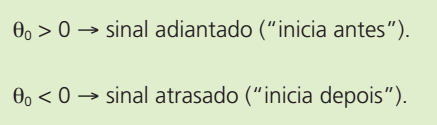 θ₀ > 0 → sinal adiantado (“inicia antes”).
θ₀ < 0 → sinal atrasado (“inicia depois”).